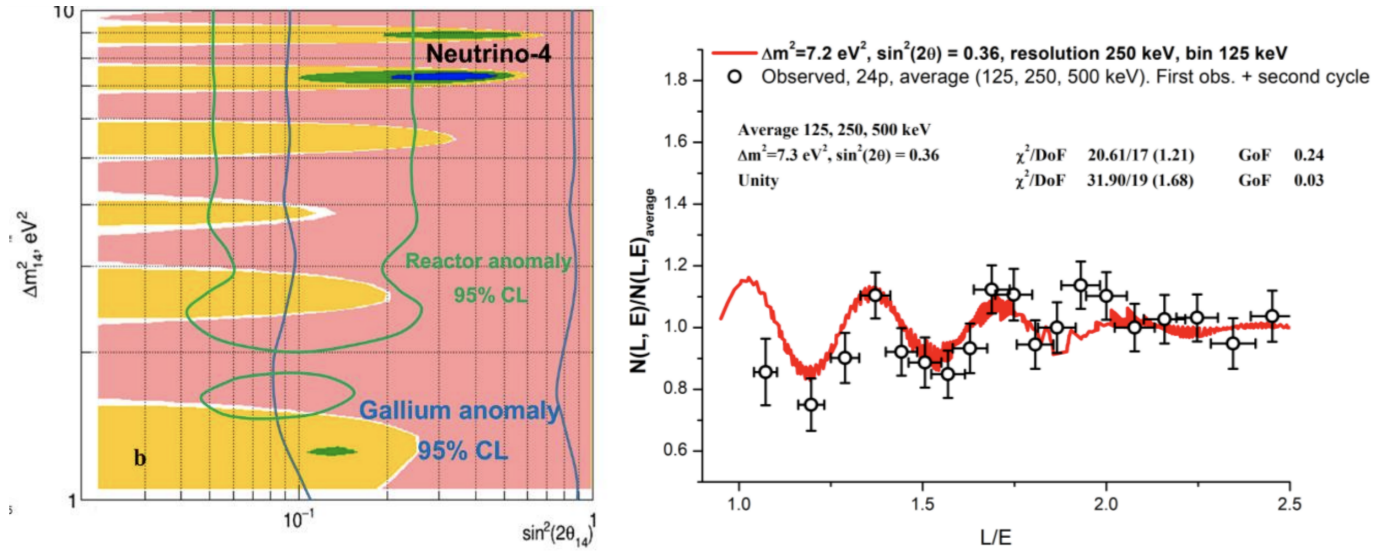 10
Neutrino-4
Δm²₁₄, eV²
Reactor anomaly
95% CL
Gallium anomaly
95% CL
b
1
10⁻¹
1
sin²(2θ₁₄)
Δm²=7.2 eV², sin²(2θ) = 0.36, resolution 250 keV, bin 125 keV
Observed, 24p, average (125, 250, 500 keV). First obs. + second cycle
Average 125, 250, 500 keV
Δm²=7.3 eV², sin²(2θ) = 0.36 χ²/DoF 20.61/17 (1.21) GoF 0.24
Unity χ²/DoF 31.90/19 (1.68) GoF 0.03
N(L, E)/N(L,E)average
1.8
1.6
1.4
1.2
1.0
0.8
0.6
1.0 1.5 2.0 2.5
L/E